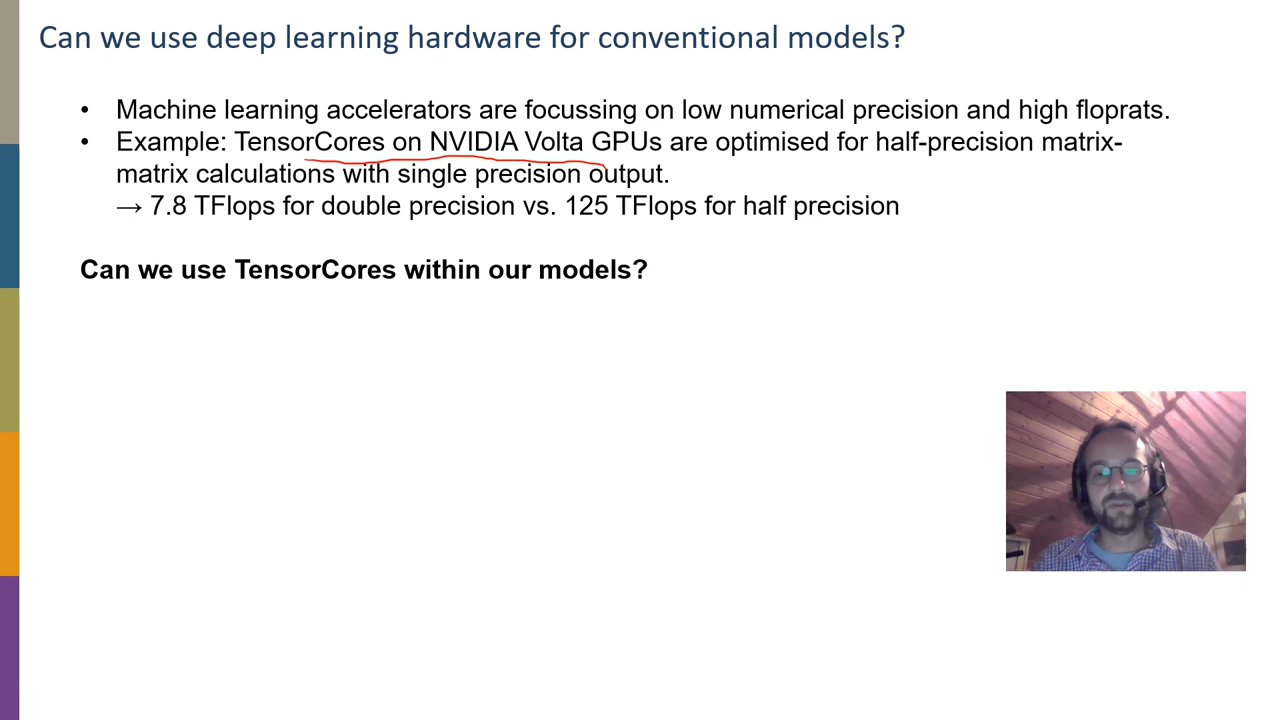 Can we use deep learning hardware for conventional models?
• Machine learning accelerators are focussing on low numerical precision and high floprats.
• Example: TensorCores on NVIDIA Volta GPUs are optimised for half-precision matrix-
matrix calculations with single precision output.
→ 7.8 TFlops for double precision vs. 125 TFlops for half precision
Can we use TensorCores within our models?